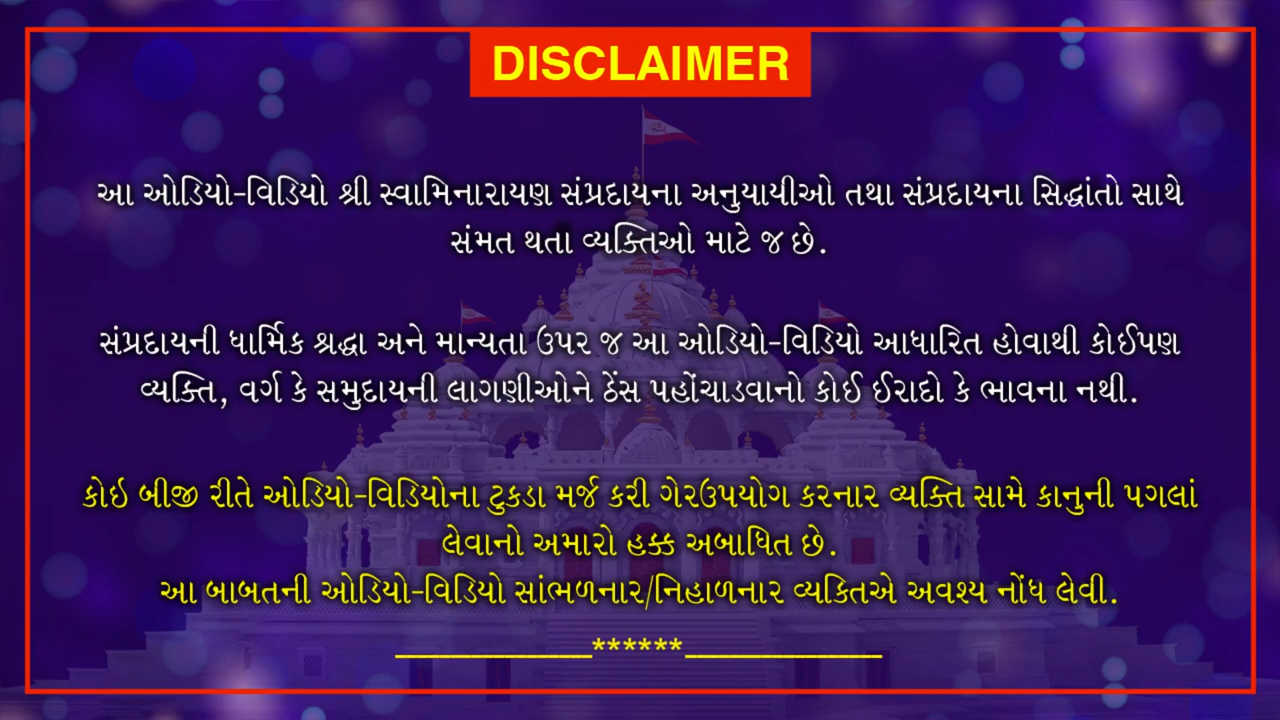 DISCLAIMER
આ ઓડિયો-વિડિયો શ્રી સ્વામિનારાયણ સંપ્રદાયના અનુયાયીઓ તથા સંપ્રદાયના સિદ્ધાંતો સાથે
સંમત થતા વ્યક્તિઓ માટે જ છે.
સંપ્રદાયની ધાર્મિક શ્રદ્ધા અને માન્યતા ઉપર જ આ ઓડિયો-વિડિયો આધારિત હોવાથી કોઈપણ
વ્યક્તિ, વર્ગ કે સમુદાયની લાગણીઓને ઠેંસ પહોંચાડવાનો કોઈ ઈરાદો કે ભાવના નથી.
કોઇ બીજી રીતે ઓડિયો-વિડિયોના ટુકડા મર્જ કરી ગેરઉપયોગ કરનાર વ્યક્તિ સામે કાનુની પગલાં
લેવાનો અમારો હક્ક અબાધિત છે.
આ બાબતની ઓડિયો-વિડિયો સાંભળનાર/નિહાળનાર વ્યકિતએ અવશ્ય નોંધ લેવી.
______________******______________